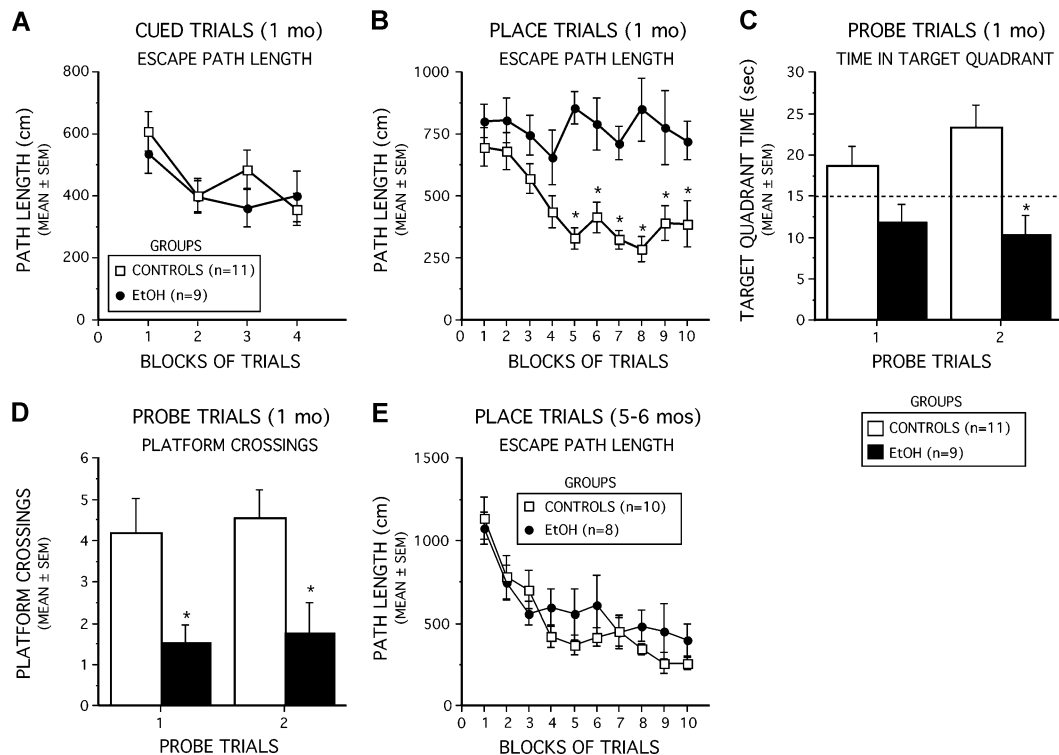 A
CUED TRIALS (1 mo)
ESCAPE PATH LENGTH
PATH LENGTH (cm)
(MEAN ± SEM)
800
600
400
200
0
GROUPS
CONTROLS (n=11)
EtOH (n=9)
0 1 2 3 4
BLOCKS OF TRIALS
B
PLACE TRIALS (1 mo)
ESCAPE PATH LENGTH
PATH LENGTH (cm)
(MEAN ± SEM)
1000
750
500
250
0
* * * * * *
0 1 2 3 4 5 6 7 8 9 10
BLOCKS OF TRIALS
C
PROBE TRIALS (1 mo)
TIME IN TARGET QUADRANT
TARGET QUADRANT TIME (sec)
(MEAN ± SEM)
30
25
20
15
10
5
0
*
1 2
PROBE TRIALS
GROUPS
CONTROLS (n=11)
EtOH (n=9)
D
PROBE TRIALS (1 mo)
PLATFORM CROSSINGS
PLATFORM CROSSINGS
(MEAN ± SEM)
6
5
4
3
2
1
0
* *
1 2
PROBE TRIALS
E
PLACE TRIALS (5-6 mos)
ESCAPE PATH LENGTH
PATH LENGTH (cm)
(MEAN ± SEM)
1500
1000
500
0
GROUPS
CONTROLS (n=10)
EtOH (n=8)
0 1 2 3 4 5 6 7 8 9 10
BLOCKS OF TRIALS